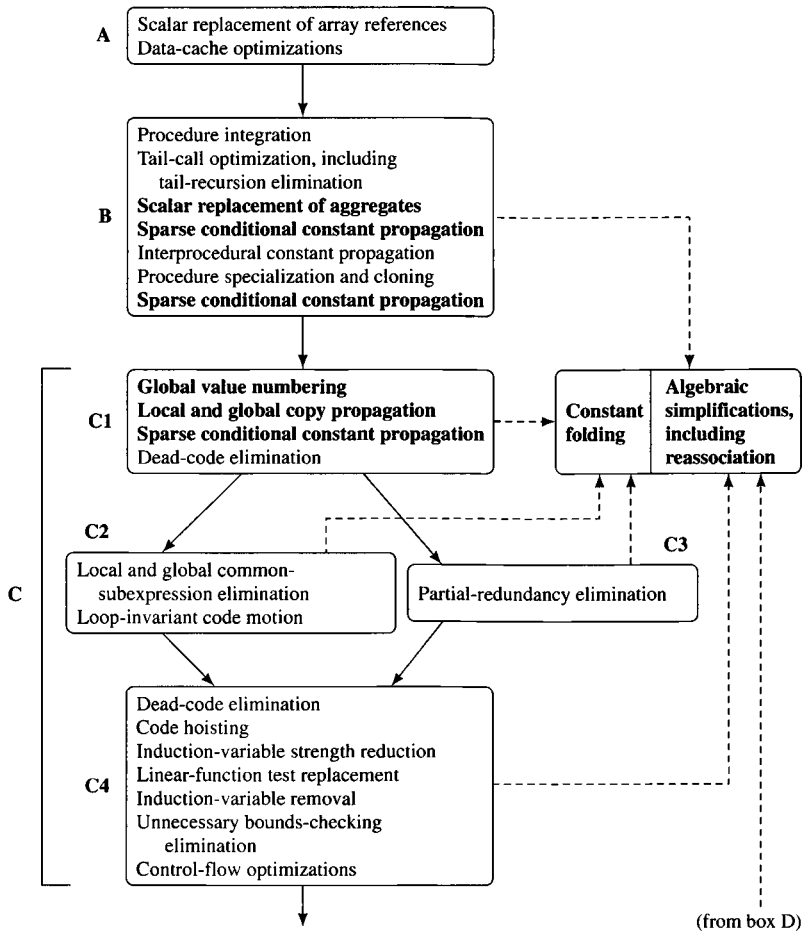 A
Scalar replacement of array references
Data-cache optimizations
B
Procedure integration
Tail-call optimization, including
tail-recursion elimination
Scalar replacement of aggregates
Sparse conditional constant propagation
Interprocedural constant propagation
Procedure specialization and cloning
Sparse conditional constant propagation
C
C1
Global value numbering
Local and global copy propagation
Sparse conditional constant propagation
Dead-code elimination
Constant
folding
Algebraic
simplifications,
including
reassociation
C2
Local and global common-
subexpression elimination
Loop-invariant code motion
C3
Partial-redundancy elimination
C4
Dead-code elimination
Code hoisting
Induction-variable strength reduction
Linear-function test replacement
Induction-variable removal
Unnecessary bounds-checking
elimination
Control-flow optimizations
(from box D)